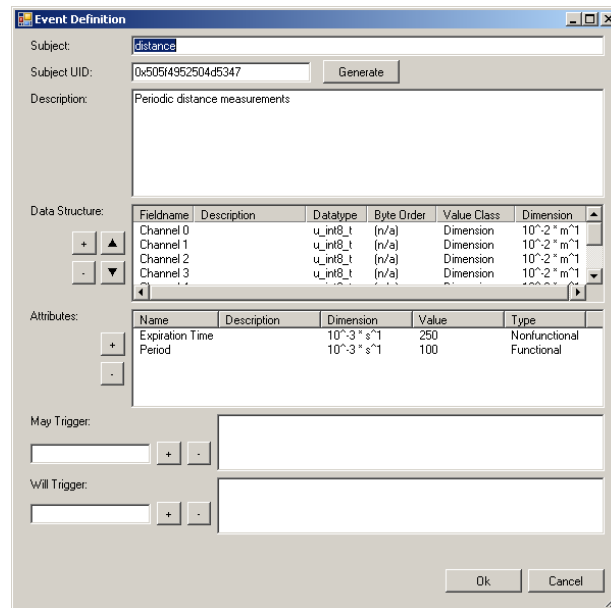 Event Definition
Subject: distance
Subject UID: 0x505f4952504d5347 Generate
Description: Periodic distance measurements
Data Structure: Fieldname Description Datatype Byte Order Value Class Dimension
Channel 0 u_int8_t (n/a) Dimension 10^-2 * m^1
Channel 1 u_int8_t (n/a) Dimension 10^-2 * m^1
+ Channel 2 u_int8_t (n/a) Dimension 10^-2 * m^1
- Channel 3 u_int8_t (n/a) Dimension 10^-2 * m^1
Attributes: Name Description Dimension Value Type
+ Expiration Time 10^-3 * s^1 250 Nonfunctional
- Period 10^-3 * s^1 100 Functional
May Trigger:
+ -
Will Trigger:
+ -
Ok Cancel